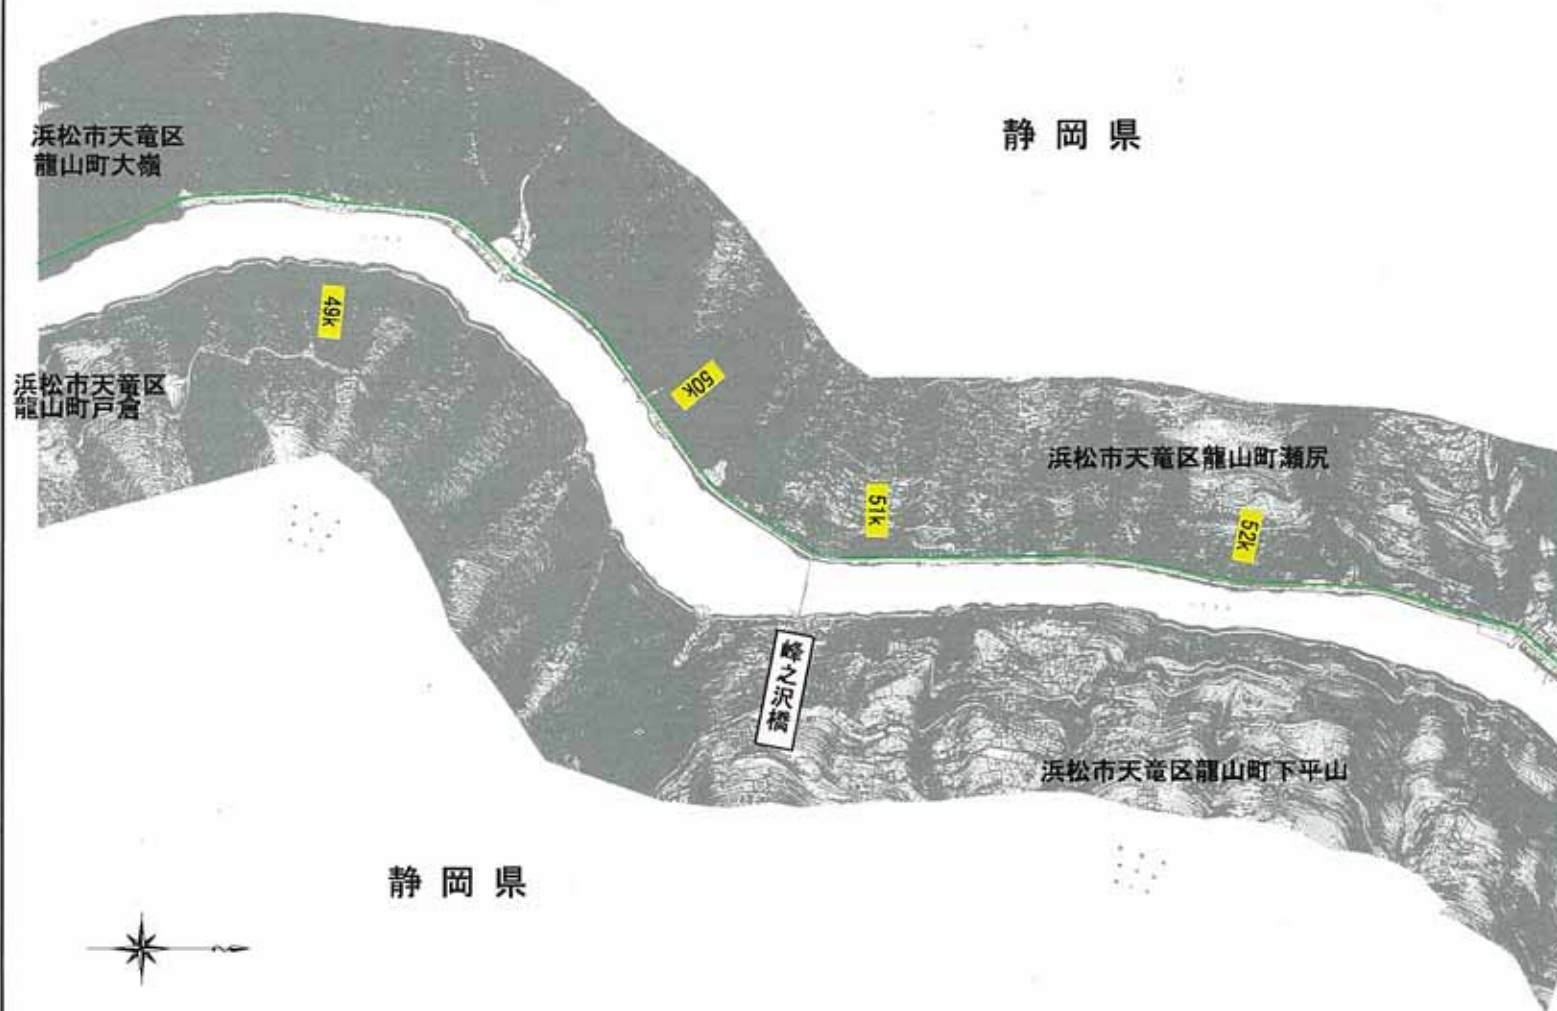 静岡県
浜松市天竜区
龍山町大嶺
49k
浜松市天竜区
龍山町戸倉
50k
浜松市天竜区龍山町瀬尻
51k
52k
峰之沢橋
浜松市天竜区龍山町下平山
静岡県